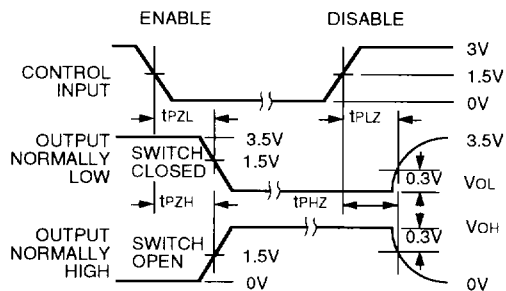 ENABLE DISABLE
CONTROL INPUT
3V
1.5V
0V
tPZL tPLZ
OUTPUT NORMALLY LOW
SWITCH CLOSED
3.5V
1.5V
3.5V
0.3V
VOL
tPZH tPHZ
OUTPUT NORMALLY HIGH
SWITCH OPEN
1.5V
0V
VOH
0.3V
0V